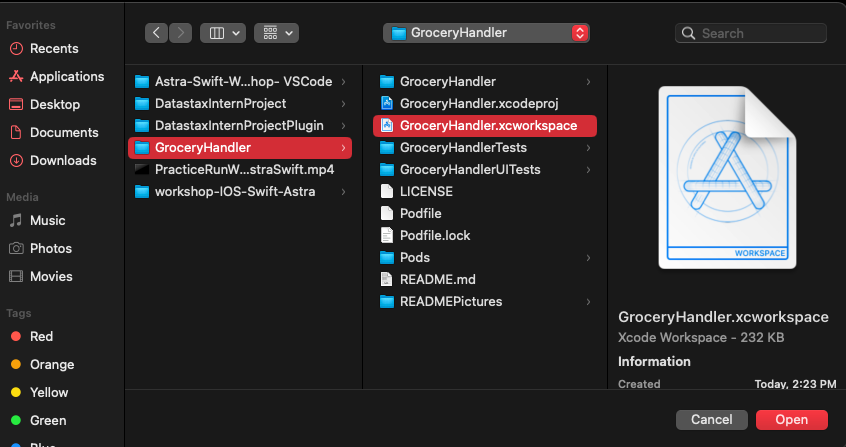 Favorites
Recents
Applications
Desktop
Documents
Downloads
Media
Music
Photos
Movies
Tags
Red
Orange
Yellow
Green
GroceryHandler
Search
Astra-Swift-W...hop- VSCode
DatastaxInternProject
DatastaxInternProjectPlugin
GroceryHandler
PracticeRunW...straSwift.mp4
workshop-IOS-Swift-Astra
GroceryHandler
GroceryHandler.xcodeproj
GroceryHandler.xcworkspace
GroceryHandlerTests
GroceryHandlerUITests
LICENSE
Podfile
Podfile.lock
Pods
README.md
READMEPictures
WORKSPACE
GroceryHandler.xcworkspace
Xcode Workspace - 232 KB
Information
Created Today, 2:23 PM
Cancel Open